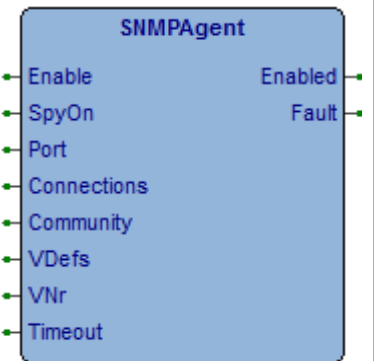 SNMPAgent
Enable Enabled
SpyOn Fault
Port
Connections
Community
VDefs
VNr
Timeout